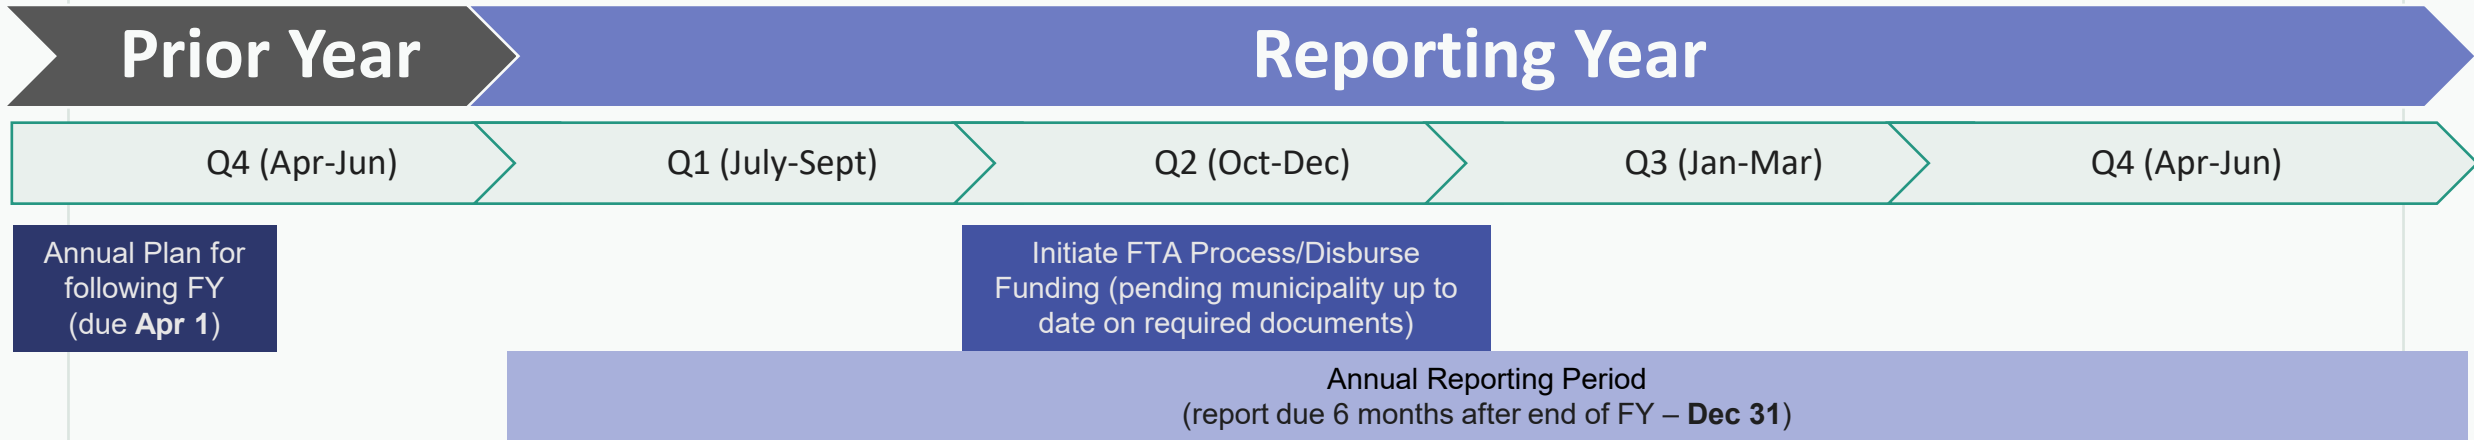 Prior Year
Reporting Year
Q4 (Apr-Jun)
Q1 (July-Sept)
Q2 (Oct-Dec)
Q3 (Jan-Mar)
Q4 (Apr-Jun)
Annual Plan for
following FY
(due Apr 1)
Initiate FTA Process/Disburse
Funding (pending municipality up to
date on required documents)
Annual Reporting Period
(report due 6 months after end of FY – Dec 31)